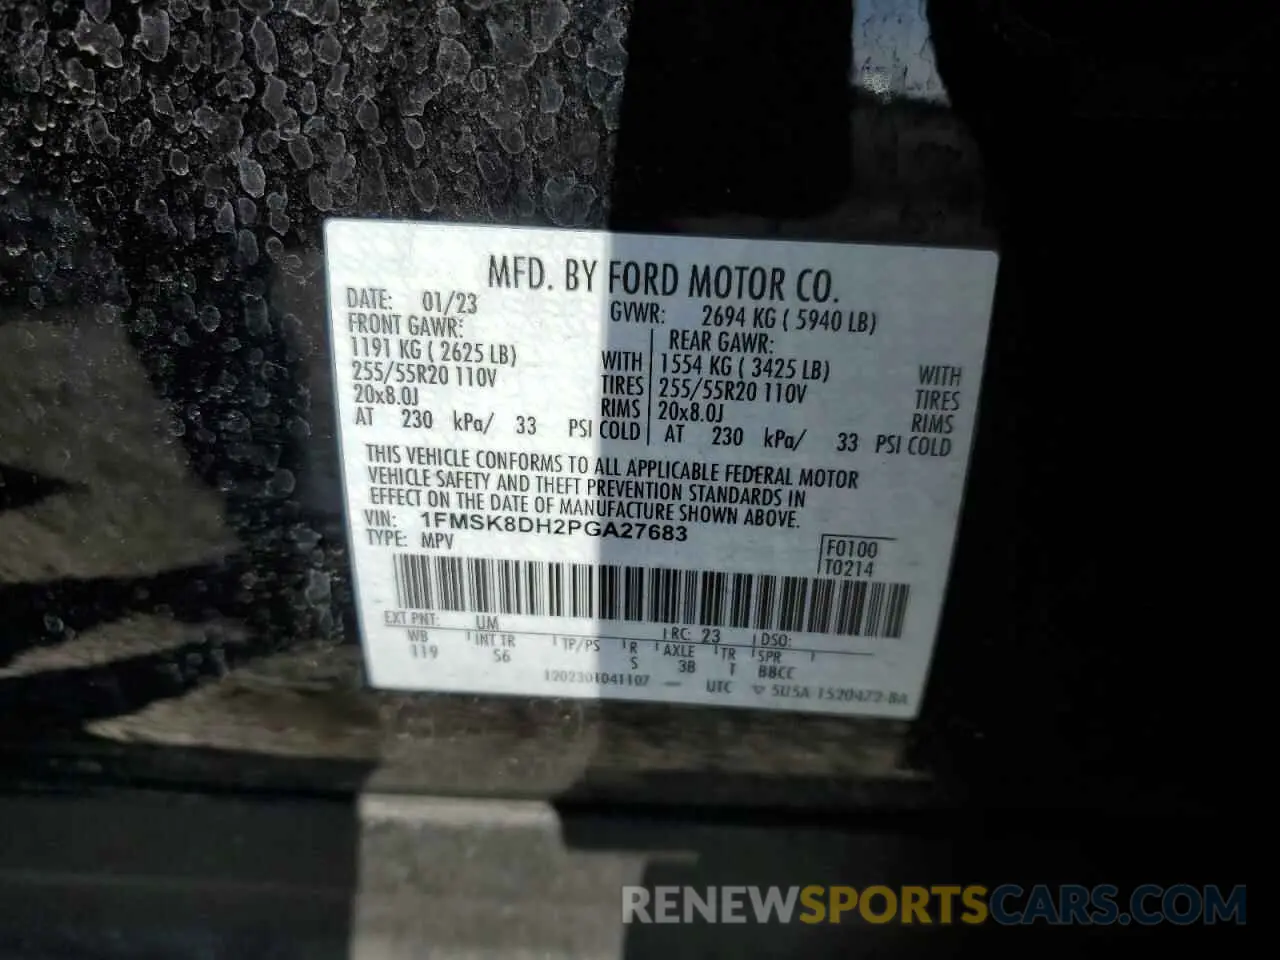 MFD. BY FORD MOTOR CO.
DATE: 01/23 GVWR: 2694 KG ( 5940 LB)
FRONT GAWR: REAR GAWR:
1191 KG ( 2625 LB) WITH 1554 KG ( 3425 LB) WITH
255/55R20 110V TIRES 255/55R20 110V TIRES
20x8.0J RIMS 20x8.0J RIMS
AT 230 kPa/ 33 PSI COLD AT 230 kPa/ 33 PSI COLD
THIS VEHICLE CONFORMS TO ALL APPLICABLE FEDERAL MOTOR
VEHICLE SAFETY AND THEFT PREVENTION STANDARDS IN
EFFECT ON THE DATE OF MANUFACTURE SHOWN ABOVE.
VIN: 1FMSK8DH2PGA27683
TYPE: MPV
F0100
T0214
EXT PNT: UM RC: 23 DSO:
WB INT TR TP/PS R AXLE TR SPR
119 S6 S 3B T BBCC
1202301041107 — UTC 5U5A 1520472-BA
RENEWSPORTSCARS.COM